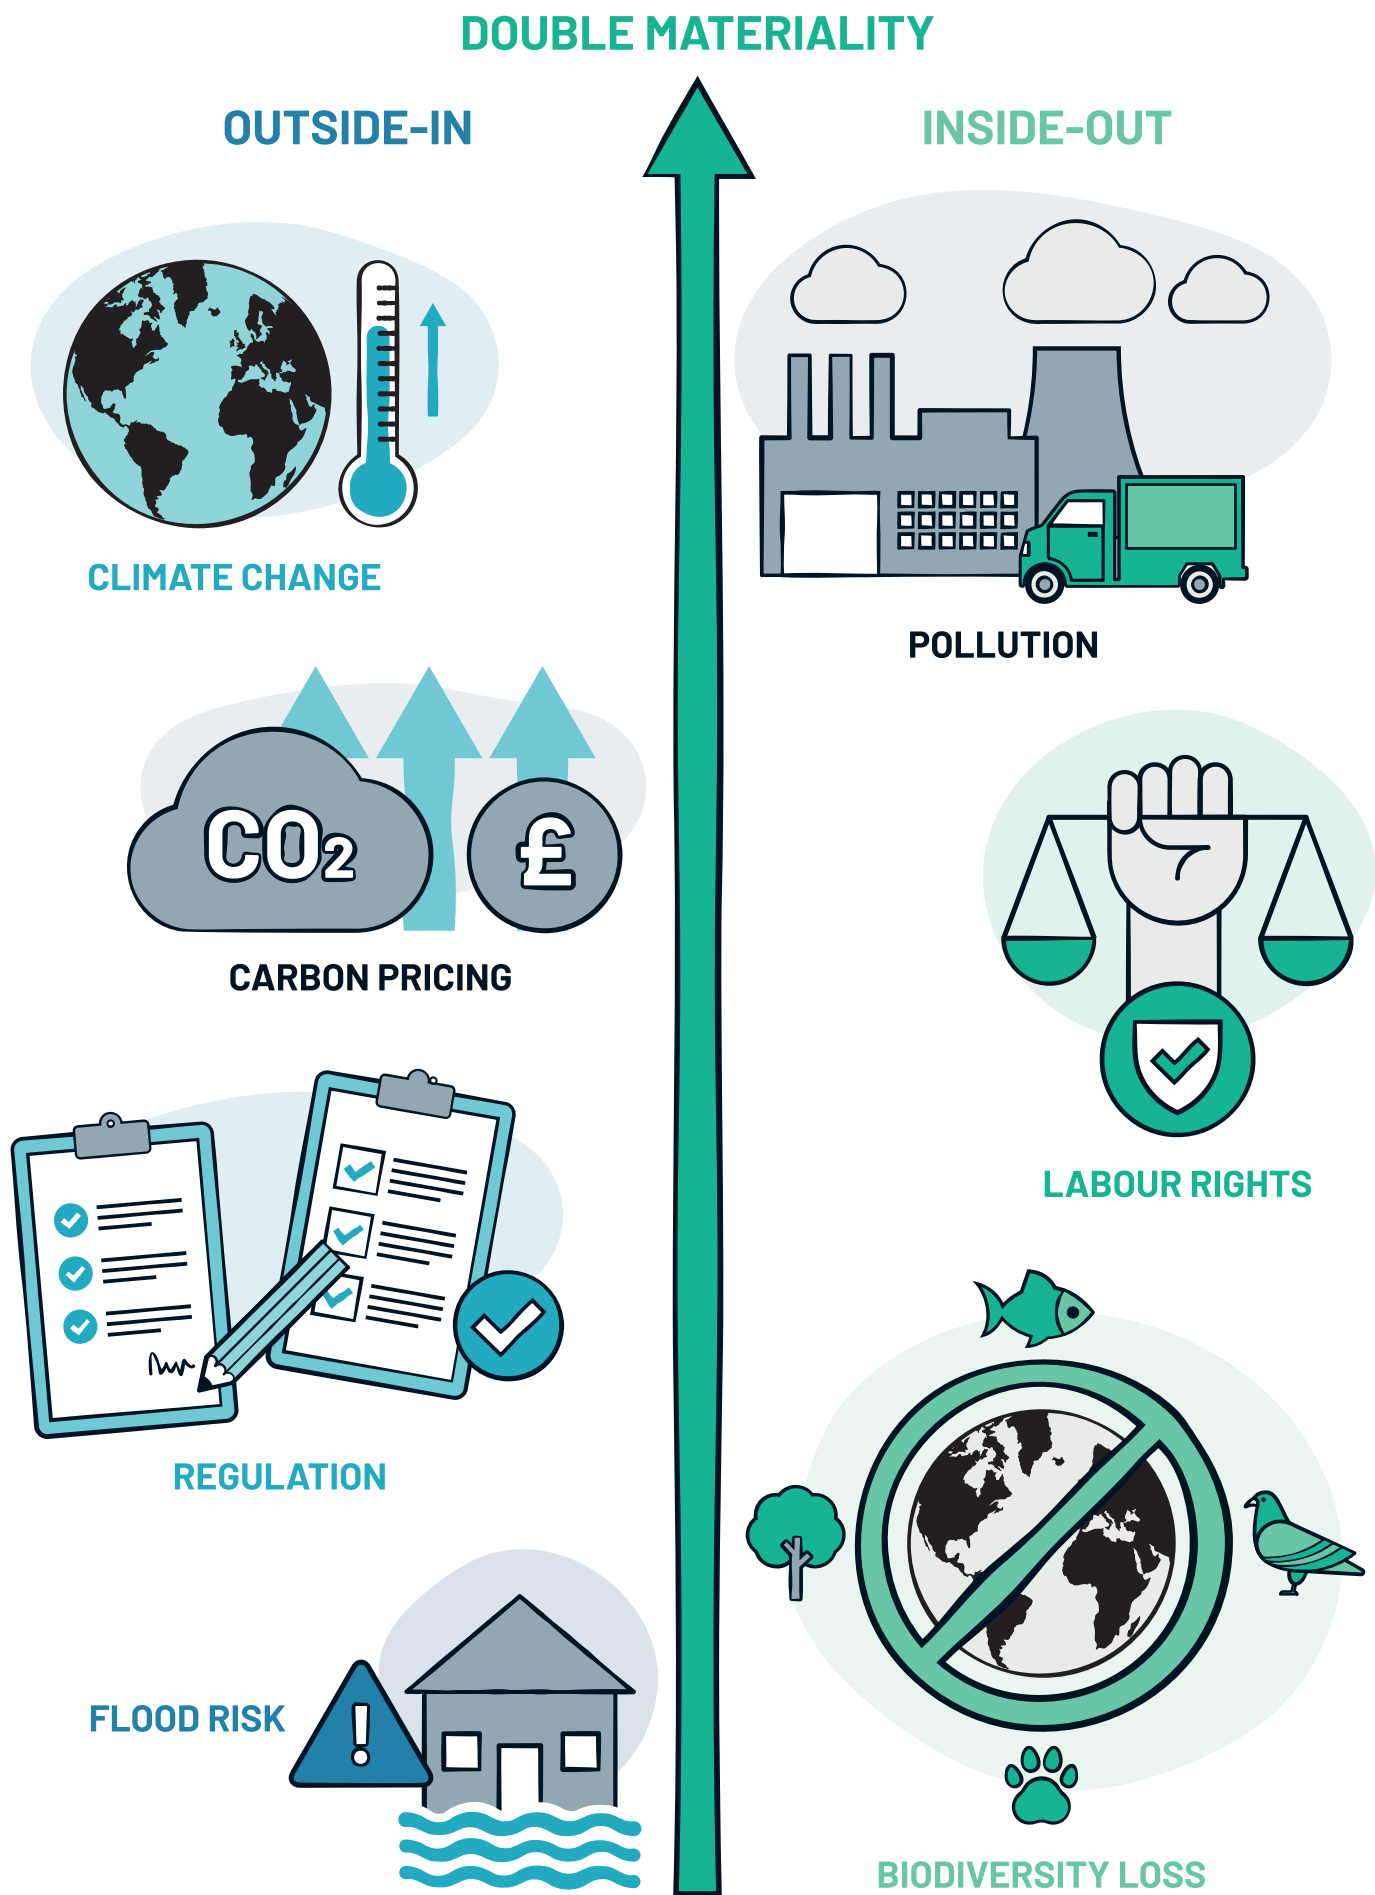 DOUBLE MATERIALITY
OUTSIDE-IN
CLIMATE CHANGE
CO₂
£
CARBON PRICING
REGULATION
FLOOD RISK
!
INSIDE-OUT
POLLUTION
LABOUR RIGHTS
BIODIVERSITY LOSS